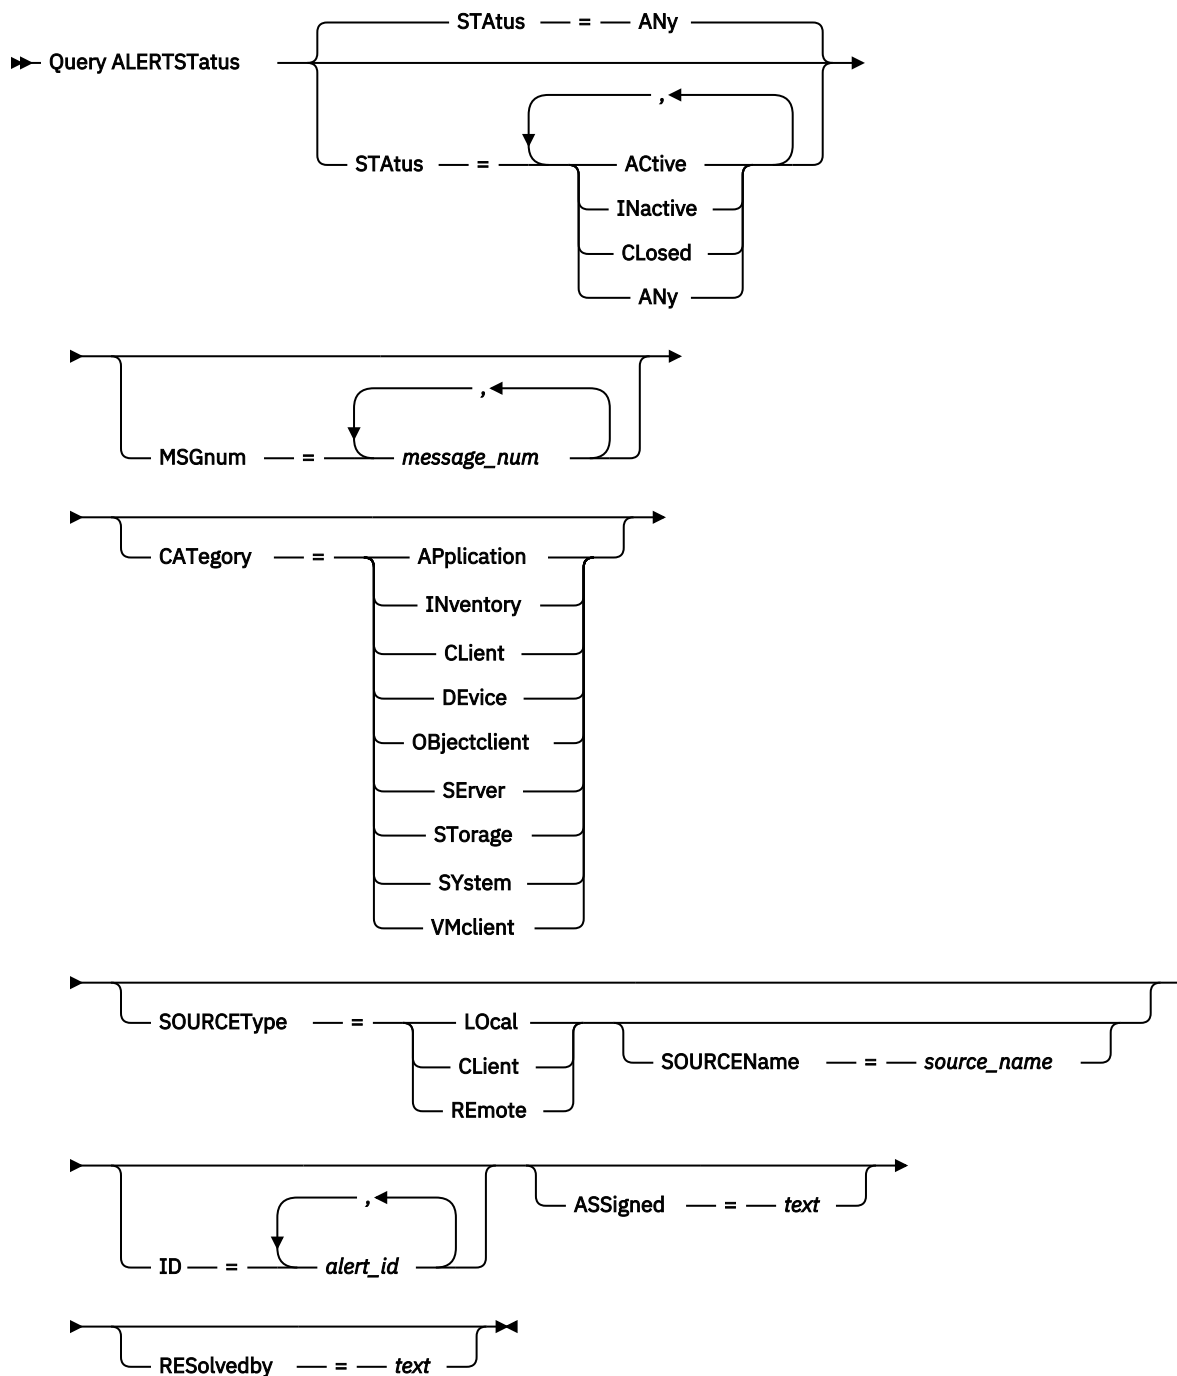 STAtus = ANy
Query ALERTSTatus
,
STAtus = ACtive
INactive
CLosed
ANy
,
MSGnum = message_num
CATegory = APplication
INventory
CLient
DEvice
OBjectclient
SErver
STorage
SYstem
VMclient
SOURCEType = LOcal
CLient
SOURCEName = source_name
REmote
,
ASSigned = text
ID = alert_id
RESolvedby = text